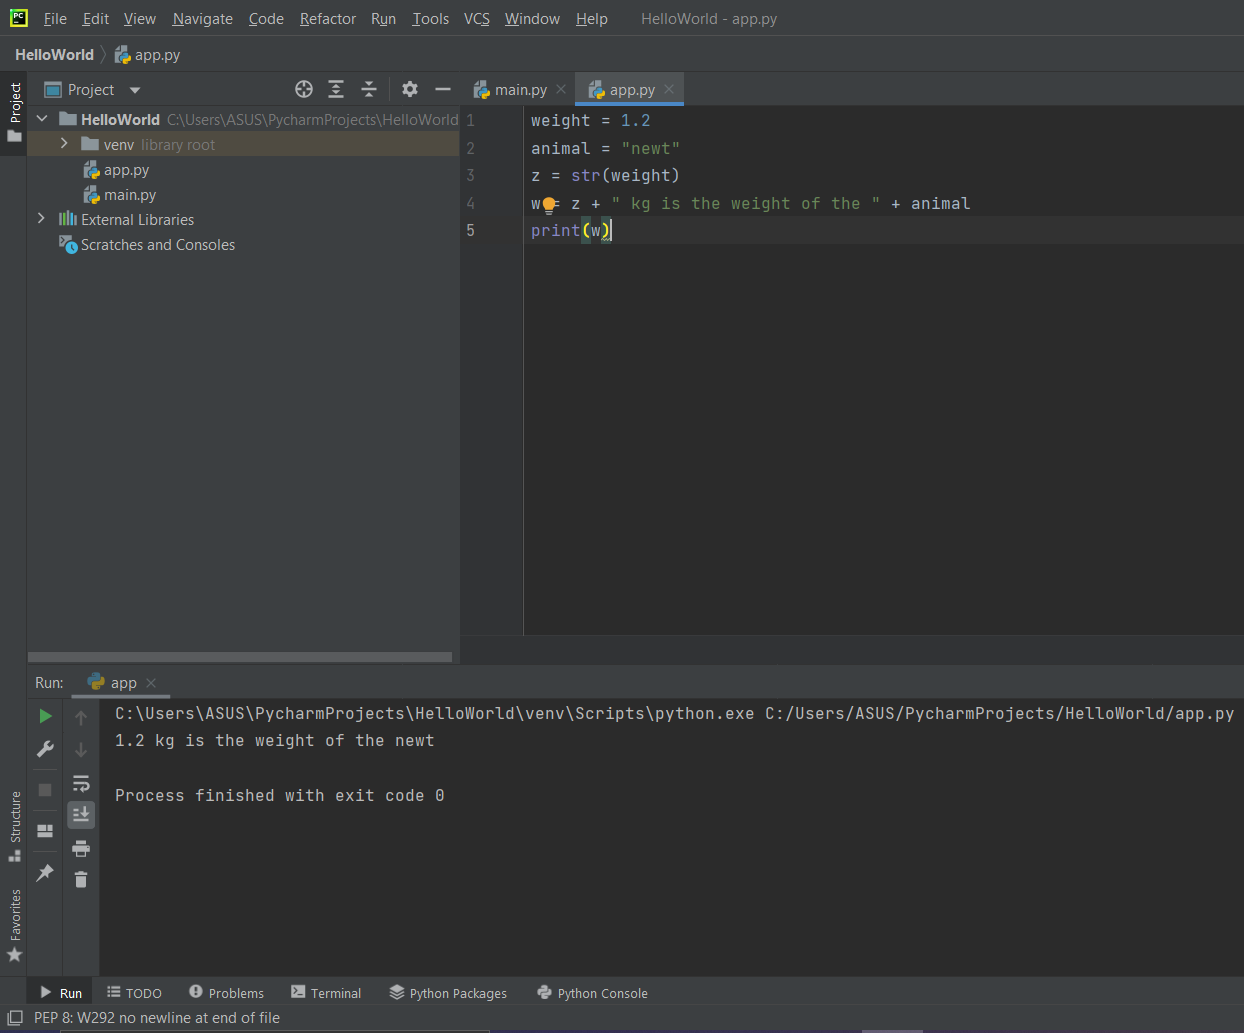 PC File Edit View Navigate Code Refactor Run Tools VCS Window Help HelloWorld - app.py
HelloWorld app.py
Project
Project
main.py app.py
HelloWorld C:\Users\ASUS\PycharmProjects\HelloWorld
venv library root
app.py
main.py
External Libraries
Scratches and Consoles
1 weight = 1.2
2 animal = "newt"
3 z = str(weight)
4 w = z + " kg is the weight of the " + animal
5 print(w)
Run: app
C:\Users\ASUS\PycharmProjects\HelloWorld\venv\Scripts\python.exe C:/Users/ASUS/PycharmProjects/HelloWorld/app.py
1.2 kg is the weight of the newt
Process finished with exit code 0
Structure
Favorites
Run TODO Problems Terminal Python Packages Python Console
PEP 8: W292 no newline at end of file